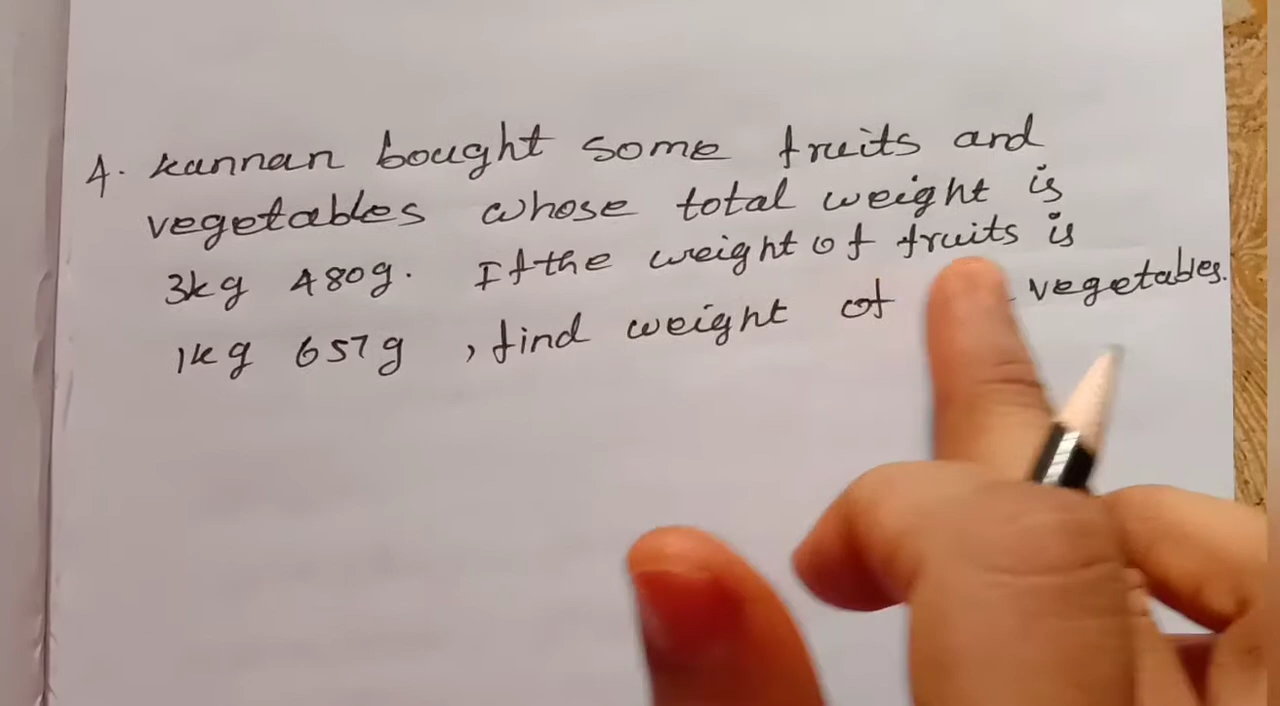 4. kannan bought some fruits and
vegetables whose total weight is
3kg 480g. If the weight of fruits is
1kg 657g, find weight of vegetables.